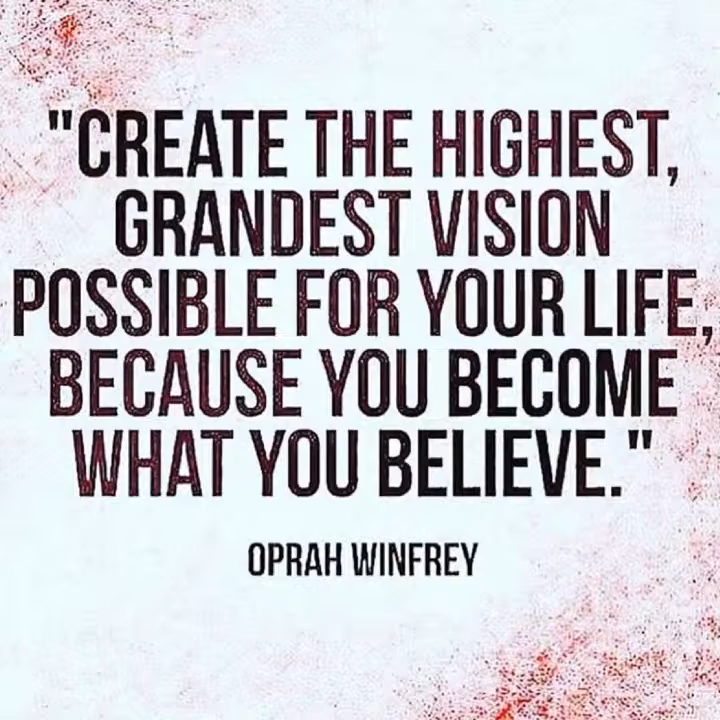 "CREATE THE HIGHEST,
GRANDEST VISION
POSSIBLE FOR YOUR LIFE,
BECAUSE YOU BECOME
WHAT YOU BELIEVE."
OPRAH WINFREY